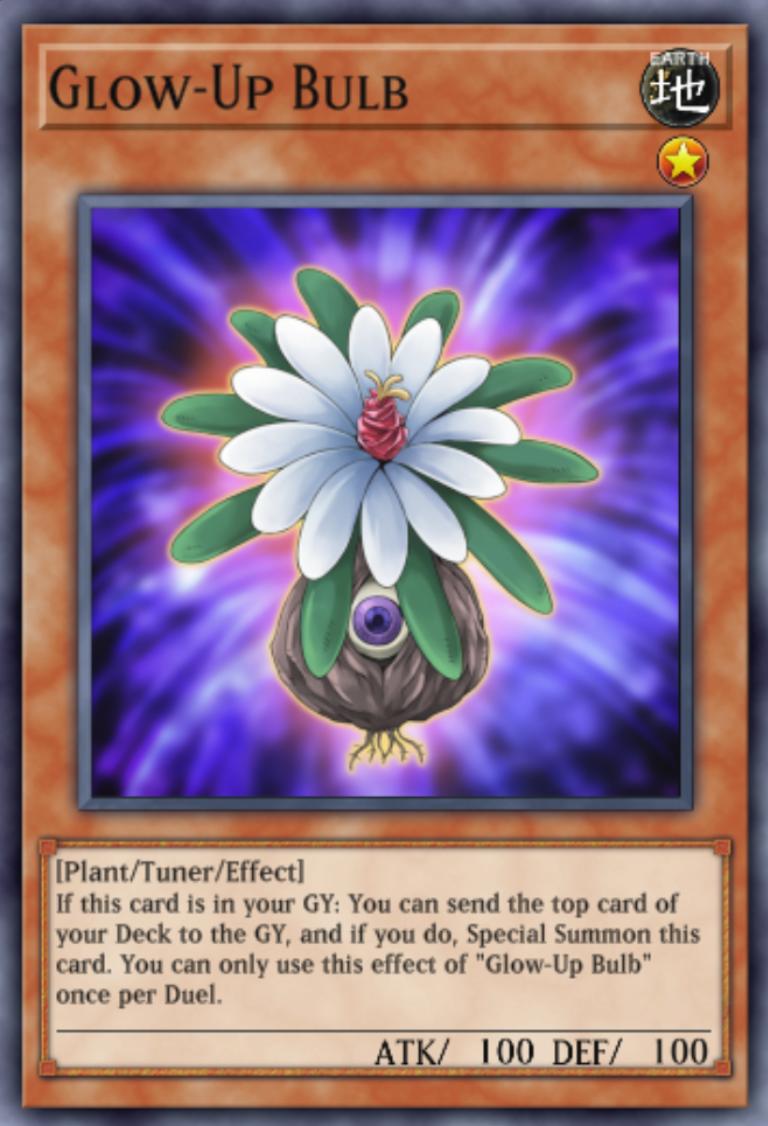 Glow-Up Bulb
EARTH
地
[Plant/Tuner/Effect]
If this card is in your GY: You can send the top card of
your Deck to the GY, and if you do, Special Summon this
card. You can only use this effect of "Glow-Up Bulb"
once per Duel.
ATK/ 100 DEF/ 100